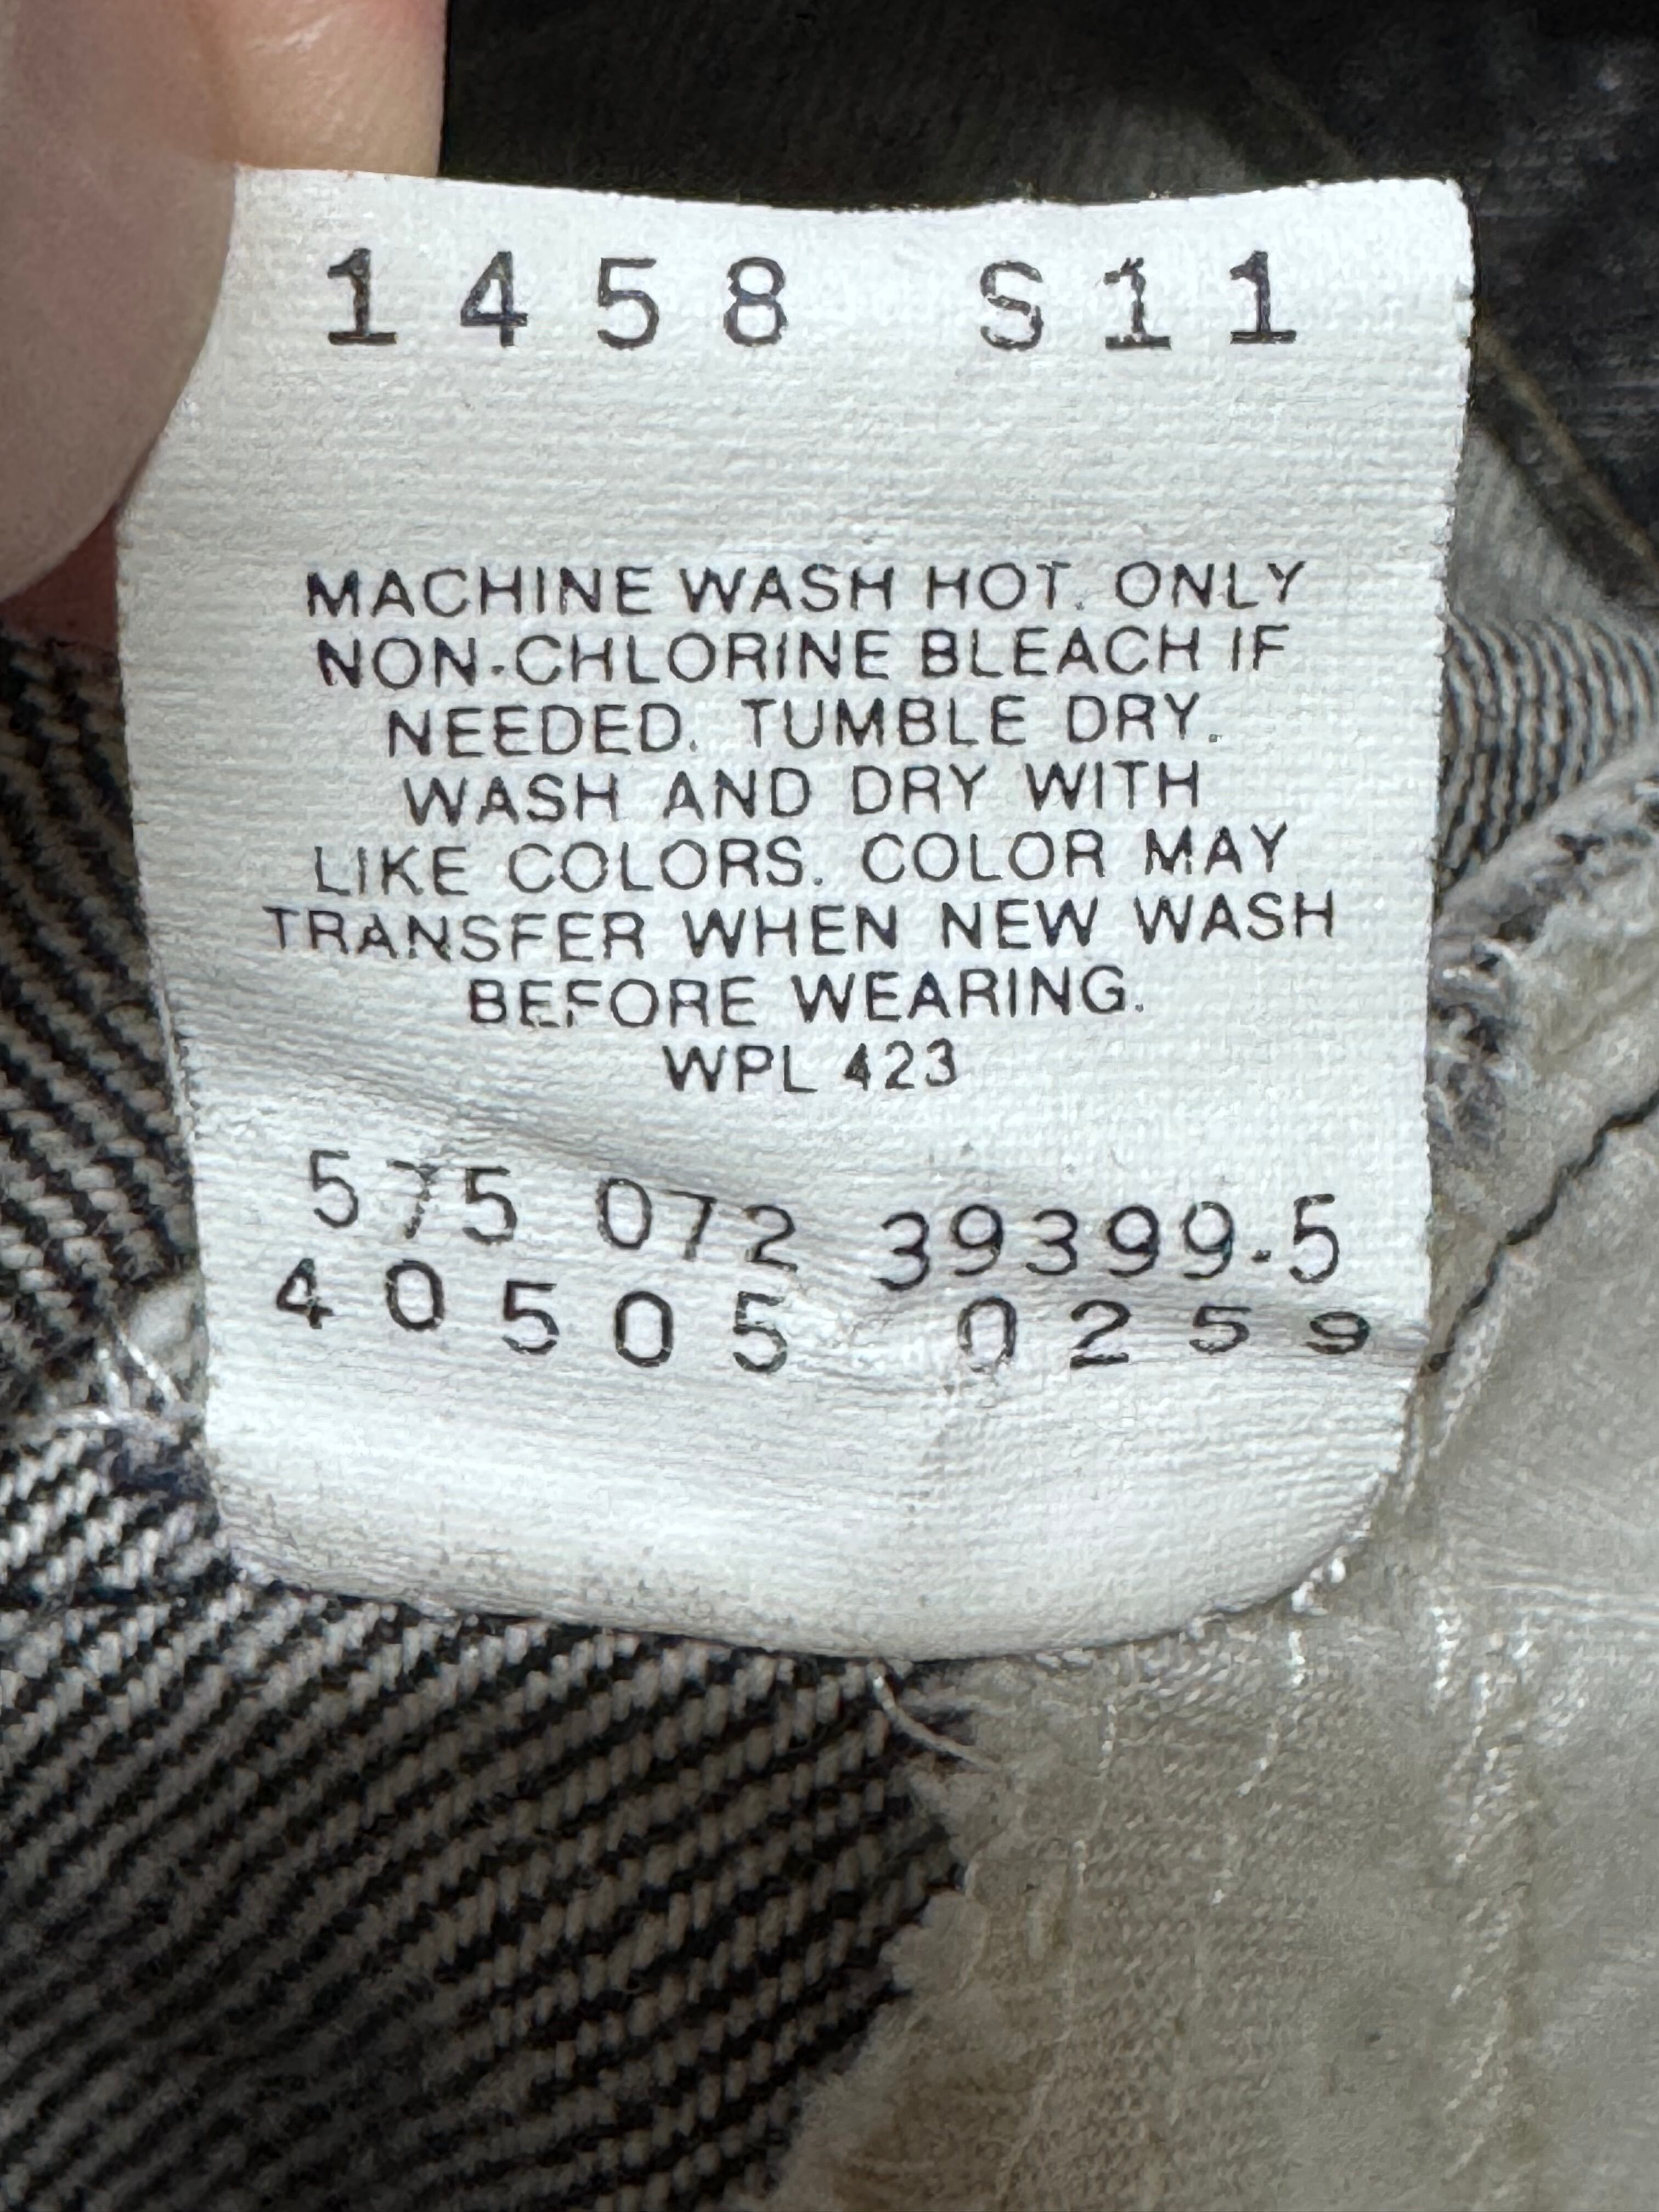 1458 S11
MACHINE WASH HOT. ONLY
NON-CHLORINE BLEACH IF
NEEDED. TUMBLE DRY.
WASH AND DRY WITH
LIKE COLORS. COLOR MAY
TRANSFER WHEN NEW WASH
BEFORE WEARING.
WPL 423
575 072 39399-5
40505 0259